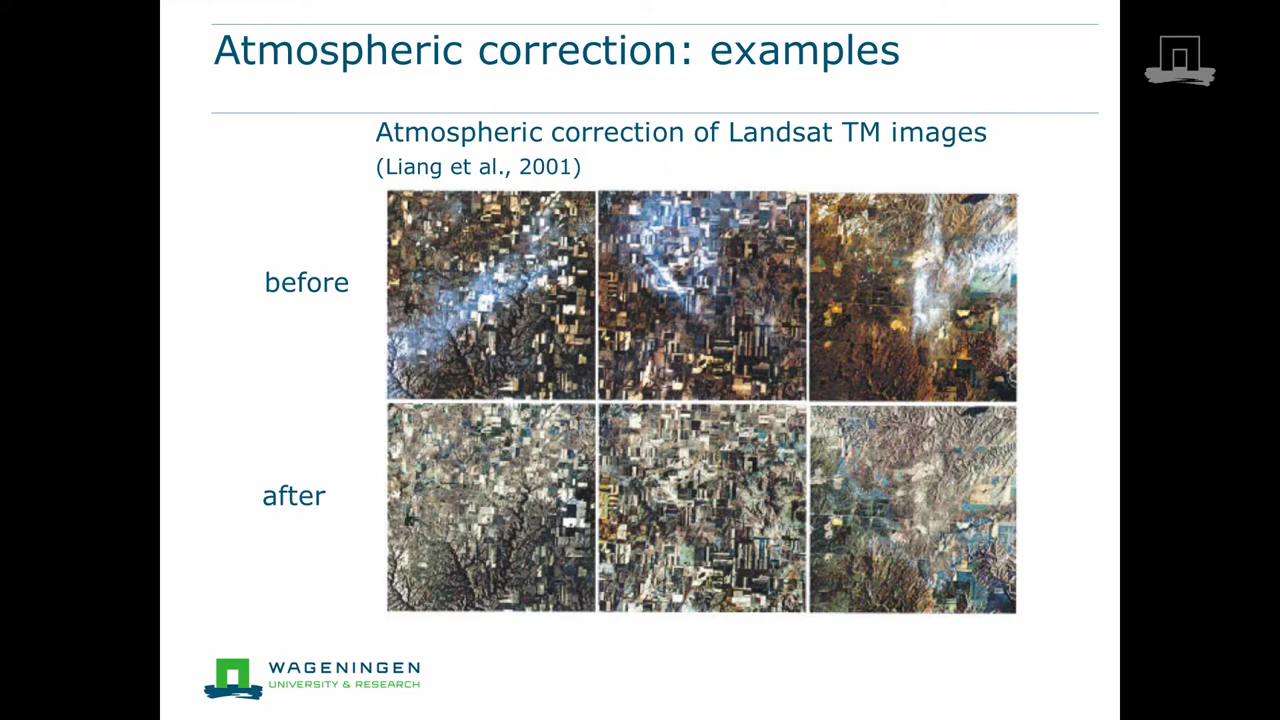 Atmospheric correction: examples
Atmospheric correction of Landsat TM images
(Liang et al., 2001)
before
after
WAGENINGEN
UNIVERSITY & RESEARCH